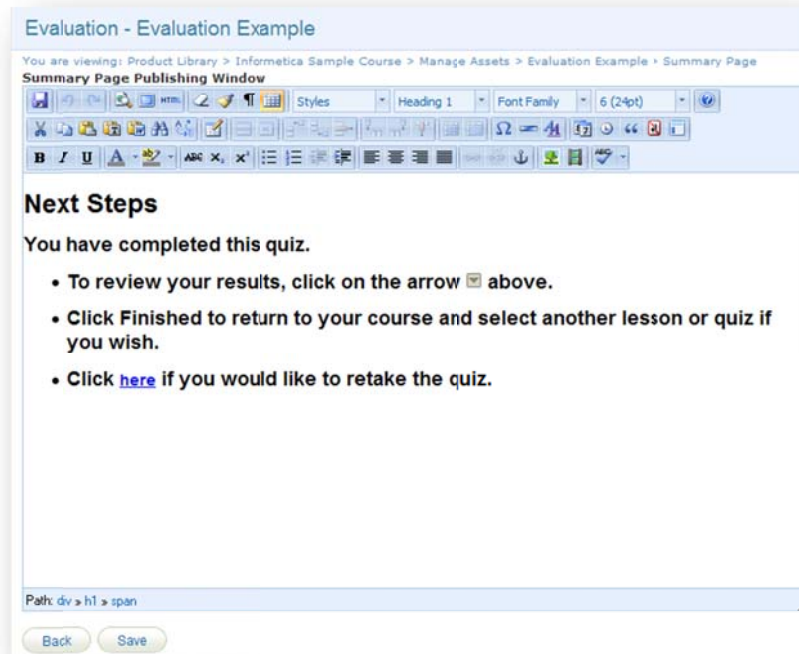 Evaluation - Evaluation Example
You are viewing: Product Library > Informetica Sample Course > Manage Assets > Evaluation Example > Summary Page
Summary Page Publishing Window
HTML Styles Heading 1 Font Family 6 (24pt)
B I U A ab ABC x, x' ABC
Next Steps
You have completed this quiz.
• To review your results, click on the arrow above.
• Click Finished to return to your course and select another lesson or quiz if
you wish.
• Click here if you would like to retake the quiz.
Path: div » h1 » span
Back Save